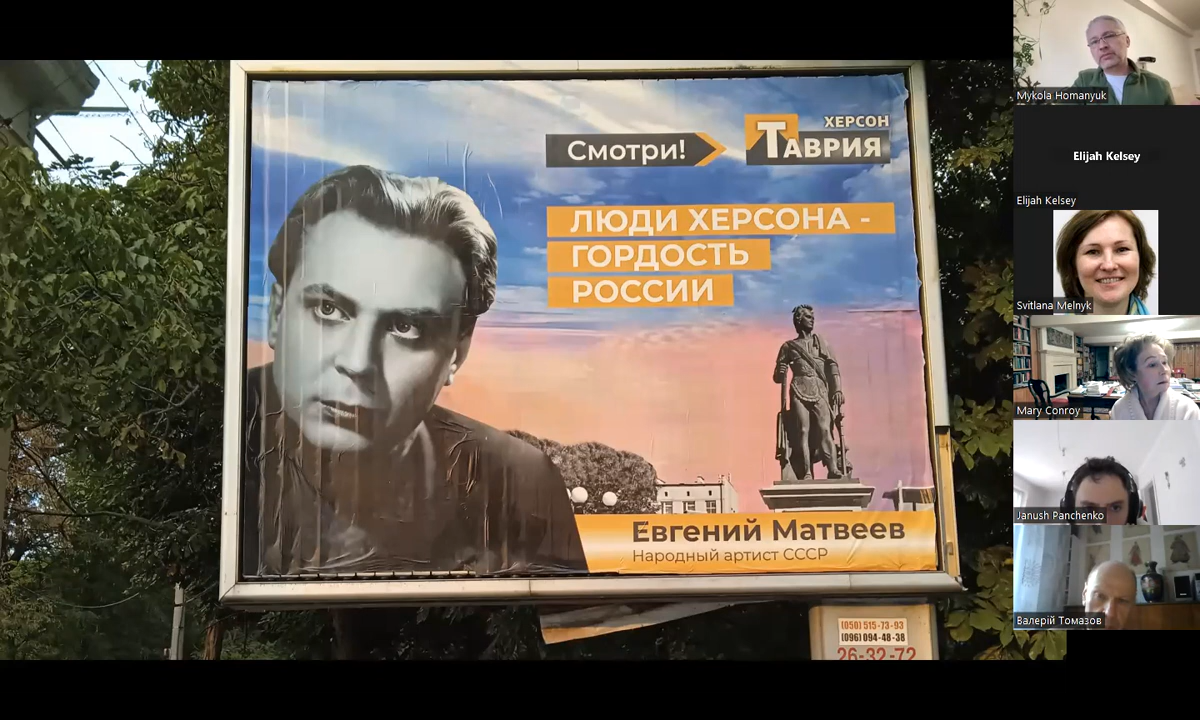 Смотри!
ХЕРСОН
ТАВРИЯ
ЛЮДИ ХЕРСОНА -
ГОРДОСТЬ
РОССИИ
Евгений Матвеев
Народный артист СССР
(050) 515-73-93
(096) 094-48-38
26-32-72
Mykola Homanyuk
Elijah Kelsey
Elijah Kelsey
Svitlana Melnyk
Mary Conroy
Janush Panchenko
Валерій Томазов